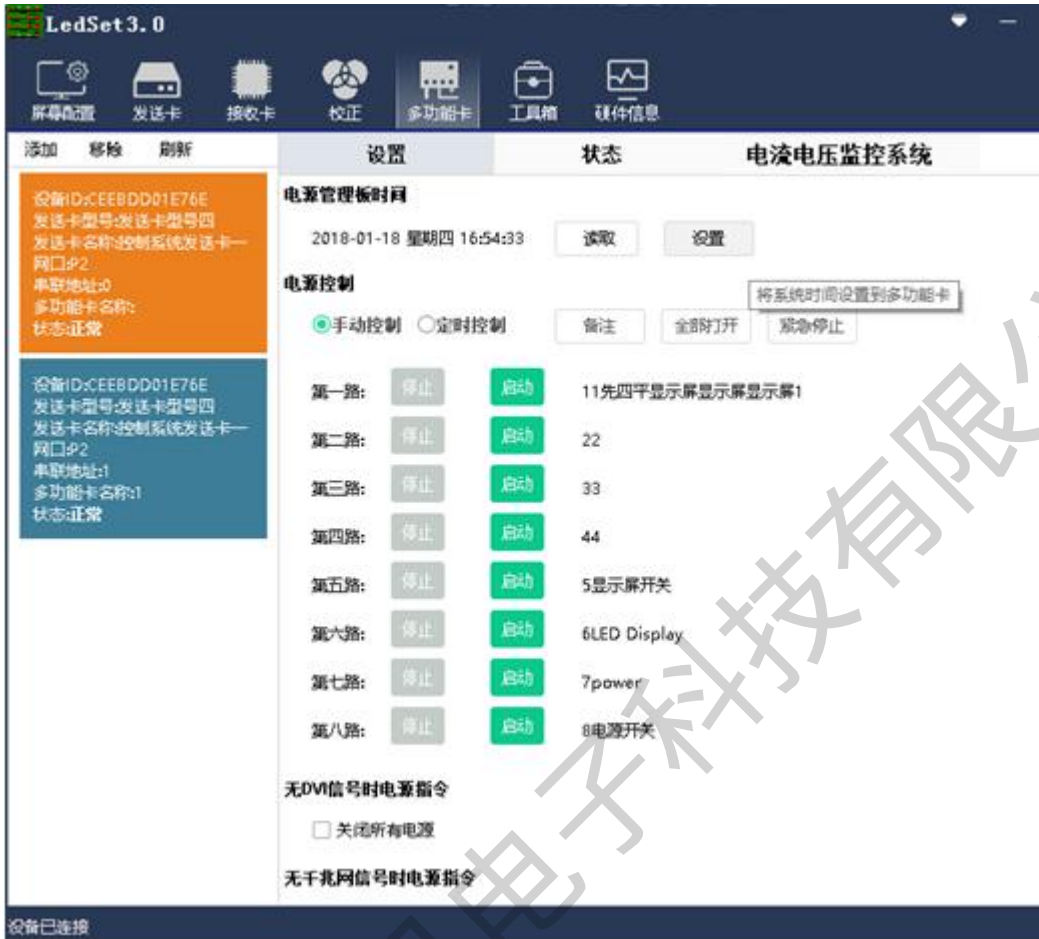 LedSet3.0
屏幕配置 发送卡 接收卡 校正 多功能卡 工具箱 硬件信息
添加 移除 刷新
设置 状态 电流电压监控系统
设备ID:CEEBDD01E76E
发送卡型号:发送卡型号四
发送卡名称:控制系统发送卡一
网口:P2
串联地址:0
多功能卡名称:
状态:正常
设备ID:CEEBDD01E76E
发送卡型号:发送卡型号四
发送卡名称:控制系统发送卡一
网口:P2
串联地址:1
多功能卡名称:1
状态:正常
电源管理板时间
2018-01-18 星期四 16:54:33 读取 设置
将系统时间设置到多功能卡
电源控制
手动控制 定时控制 备注 全部打开 紧急停止
第一路: 停止 启动 11先四平显示屏显示屏显示屏1
第二路: 停止 启动 22
第三路: 停止 启动 33
第四路: 停止 启动 44
第五路: 停止 启动 5显示屏开关
第六路: 停止 启动 6LED Display
第七路: 停止 启动 7power
第八路: 停止 启动 8电源开关
无DVI信号时电源指令
关闭所有电源
无千兆网信号时电源指令
设备已连接
电子科技有限